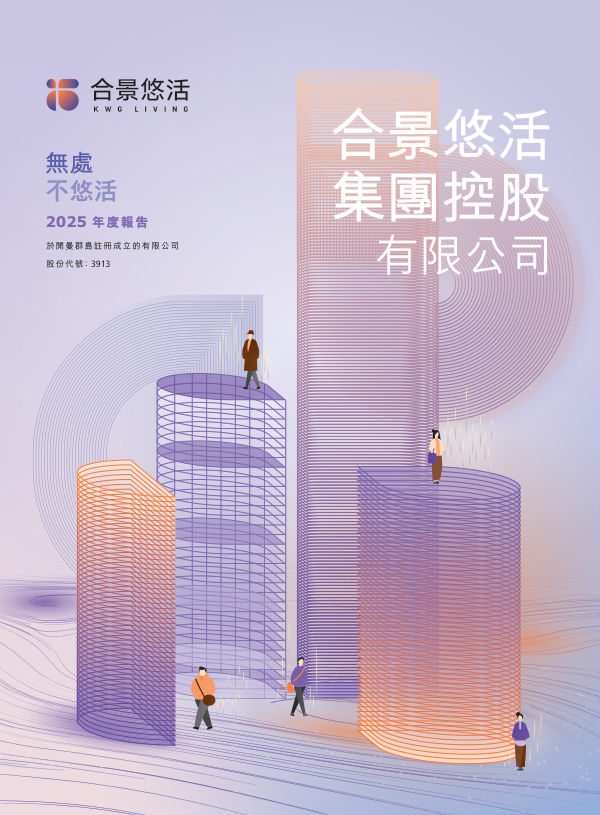 合景悠活
KWG LIVING
合景悠活
集團控股
有限公司
無處
不悠活
2025 年度報告
於開曼群島註冊成立的有限公司
股份代號：3913